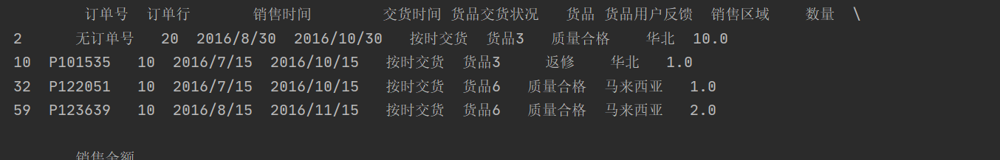 订单号 订单行 销售时间 交货时间 货品交货状况 货品 货品用户反馈 销售区域 数量 \
2 无订单号 20 2016/8/30 2016/10/30 按时交货 货品3 质量合格 华北 10.0
10 P101535 10 2016/7/15 2016/10/15 按时交货 货品3 返修 华北 1.0
32 P122051 10 2016/7/15 2016/10/15 按时交货 货品6 质量合格 马来西亚 1.0
59 P123639 10 2016/8/15 2016/11/15 按时交货 货品6 质量合格 马来西亚 2.0
销售金额